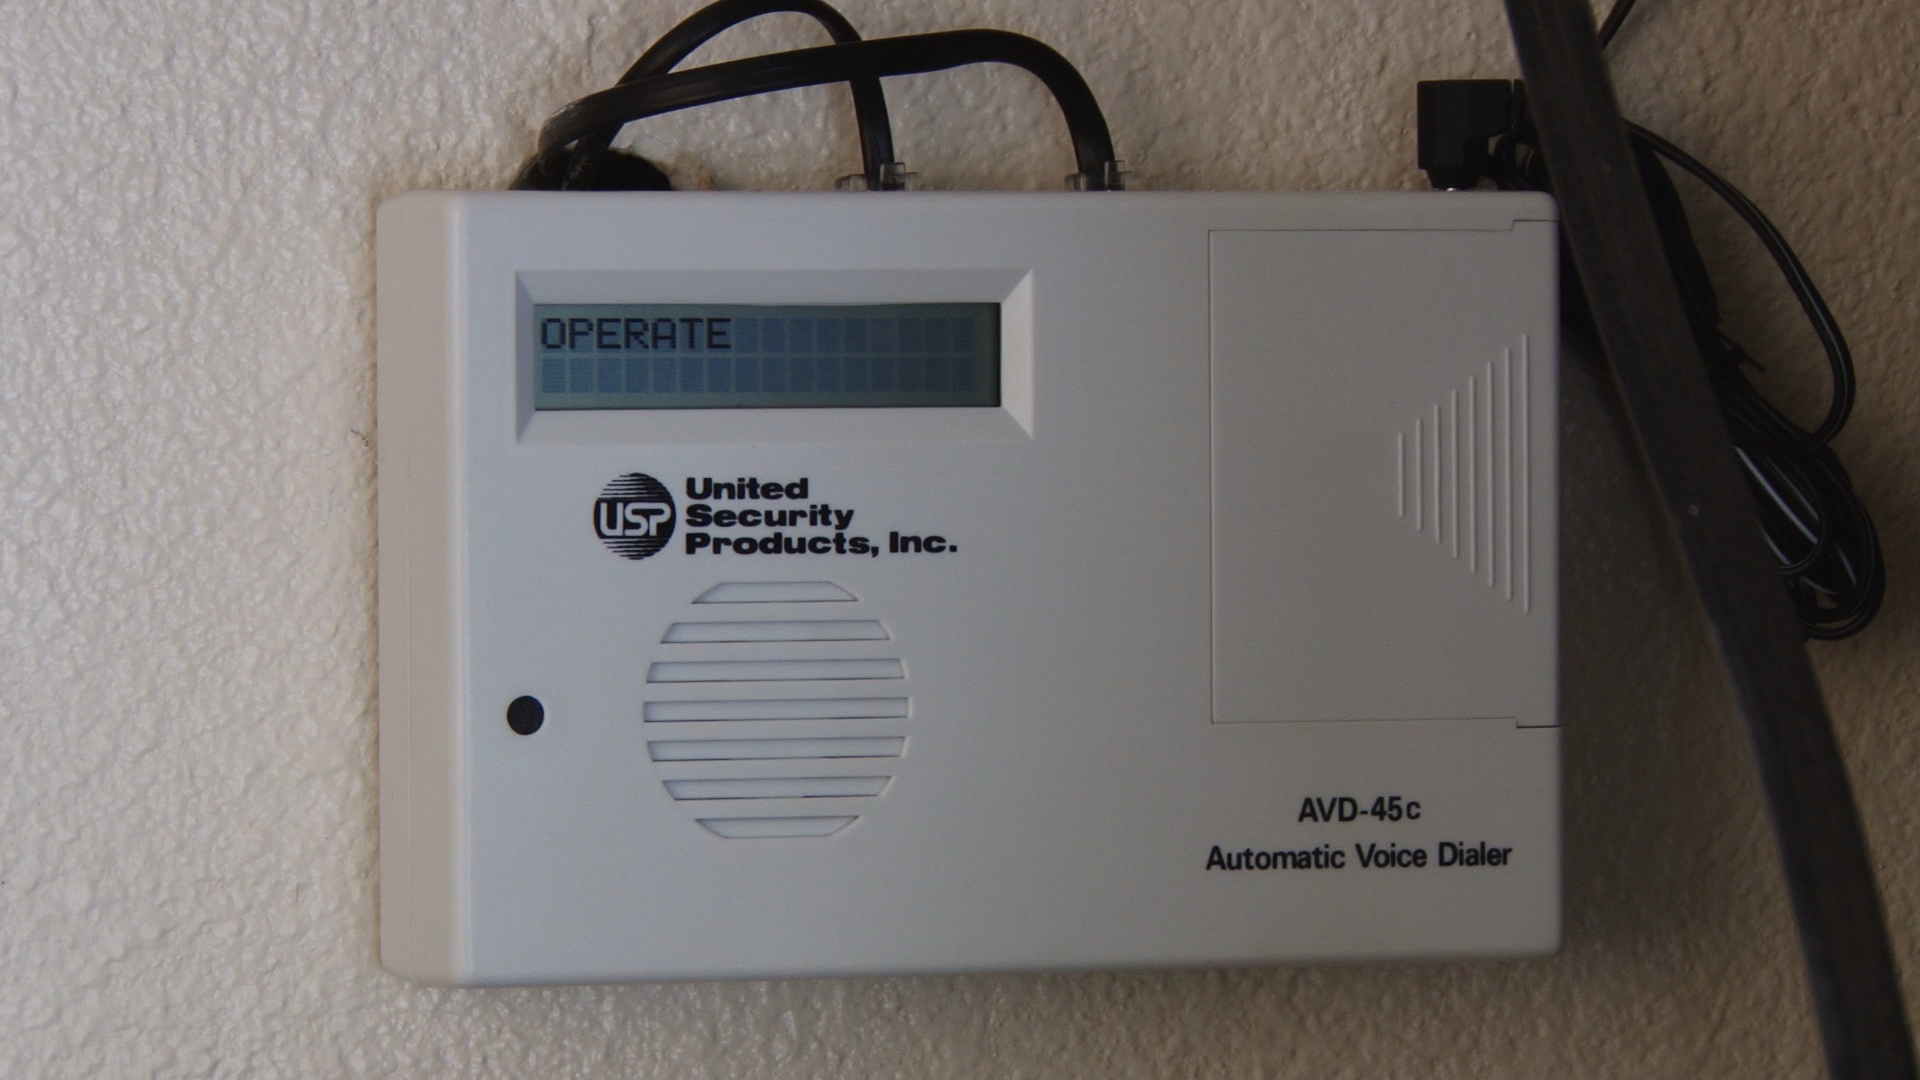 OPERATE
USP
United
Security
Products, Inc.
AVD-45c
Automatic Voice Dialer